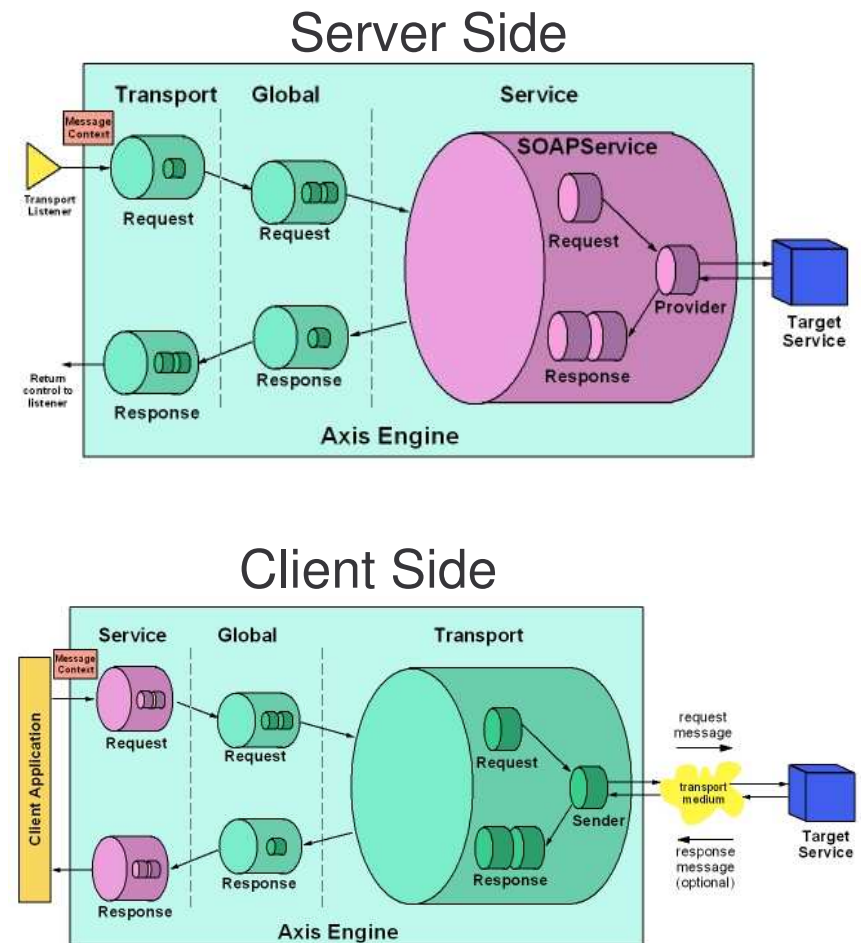 Server Side
Transport
Global
Service
Message
Context
SOAPService
Transport
Listener
Request
Request
Request
Provider
Target
Service
Return
control to
listener
Response
Response
Response
Axis Engine
Client Side
Service
Global
Transport
Message
Context
Client Application
Request
Request
Request
Sender
request
message
transport
medium
Target
Service
response
message
(optional)
Response
Response
Response
Axis Engine